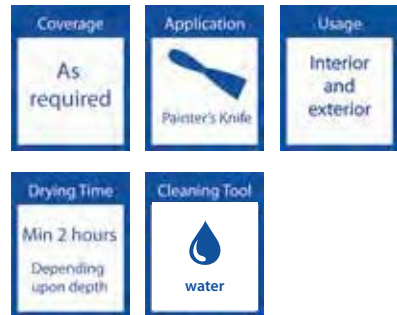 Coverage
As
required
Application
Painter's Knife
Usage
Interior
and
exterior
Drying Time
Min 2 hours
Depending
upon depth
Cleaning Tool
water